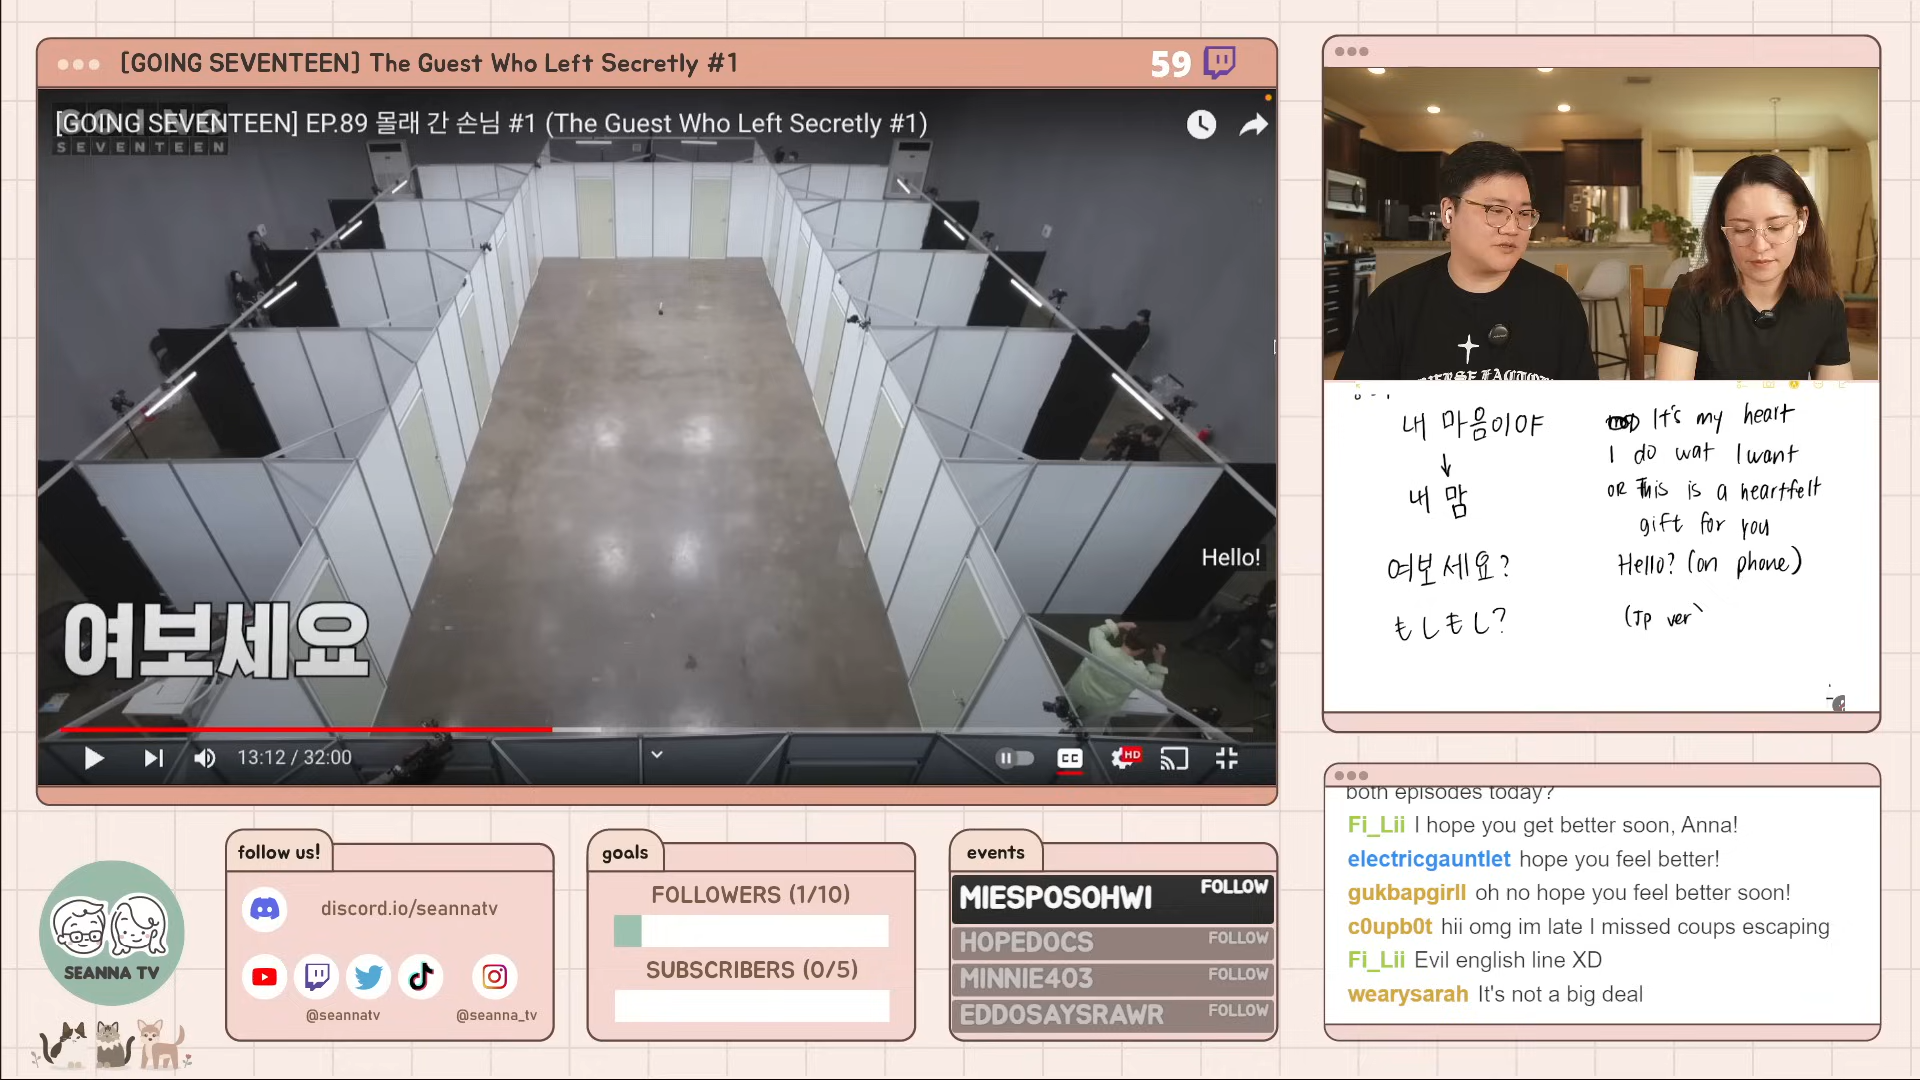 [GOING SEVENTEEN] The Guest Who Left Secretly #1
59
[GOING SEVENTEEN] EP.89 몰래 간 손님 #1 (The Guest Who Left Secretly #1)
GOING
SEVENTEEN
Hello!
여보세요
13:12 / 32:00
CC
HD
내 마음이야
It's my heart
I do wat I want
내 맘
or This is a heartfelt
gift for you
여보세요?
Hello? (on phone)
もしもし?
(Jp ver)
both episodes today?
Fi_Lii I hope you get better soon, Anna!
electricgauntlet hope you feel better!
gukbapgirll oh no hope you feel better soon!
c0upb0t hii omg im late I missed coups escaping
Fi_Lii Evil english line XD
wearysarah It's not a big deal
SEANNA TV
follow us!
discord.io/seannatv
@seannatv
@seanna_tv
goals
FOLLOWERS (1/10)
SUBSCRIBERS (0/5)
events
MIESPOSOHWI FOLLOW
HOPEDOCS FOLLOW
MINNIE403 FOLLOW
EDDOSAYSRAWR FOLLOW